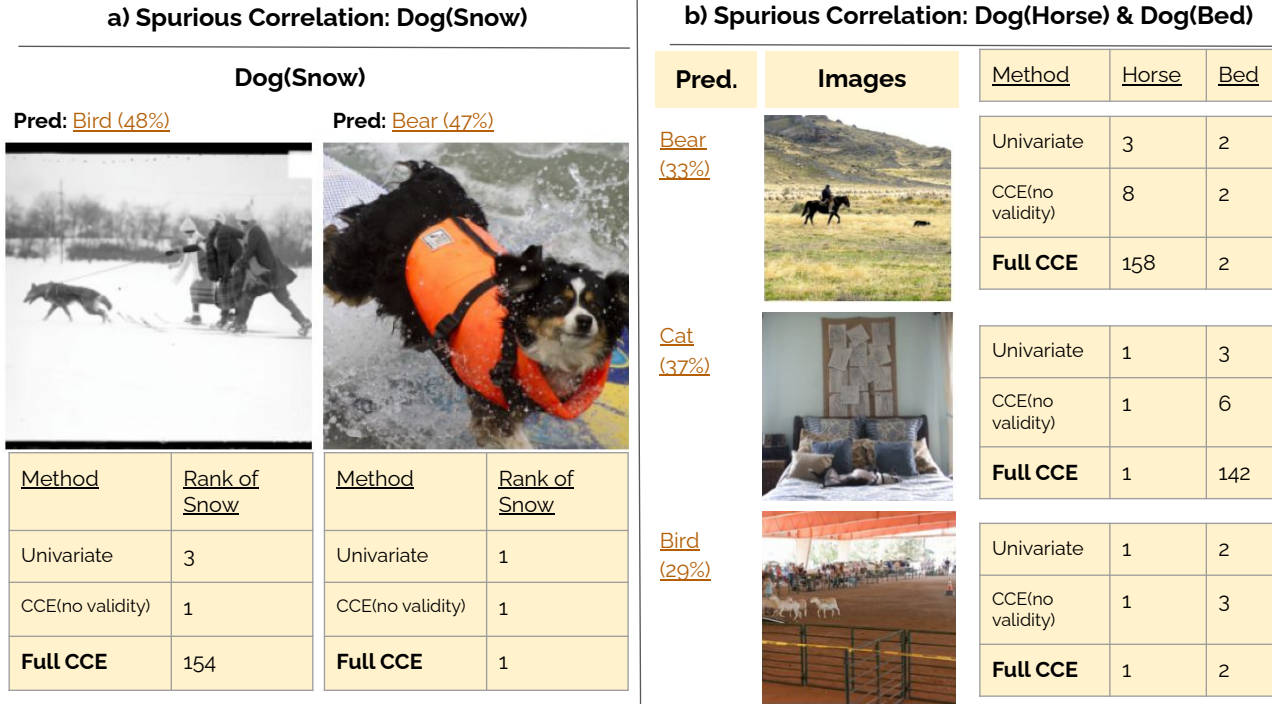 a) Spurious Correlation: Dog(Snow)
Dog(Snow)
Pred: Bird (48%)
Pred: Bear (47%)
Method
Rank of
Snow
Univariate
3
CCE(no validity)
1
Full CCE
154
Method
Rank of
Snow
Univariate
1
CCE(no validity)
1
Full CCE
1
b) Spurious Correlation: Dog(Horse) & Dog(Bed)
Pred.
Images
Method
Horse
Bed
Bear
(33%)
Univariate
3
2
CCE(no
validity)
8
2
Full CCE
158
2
Cat
(37%)
Univariate
1
3
CCE(no
validity)
1
6
Full CCE
1
142
Bird
(29%)
Univariate
1
2
CCE(no
validity)
1
3
Full CCE
1
2